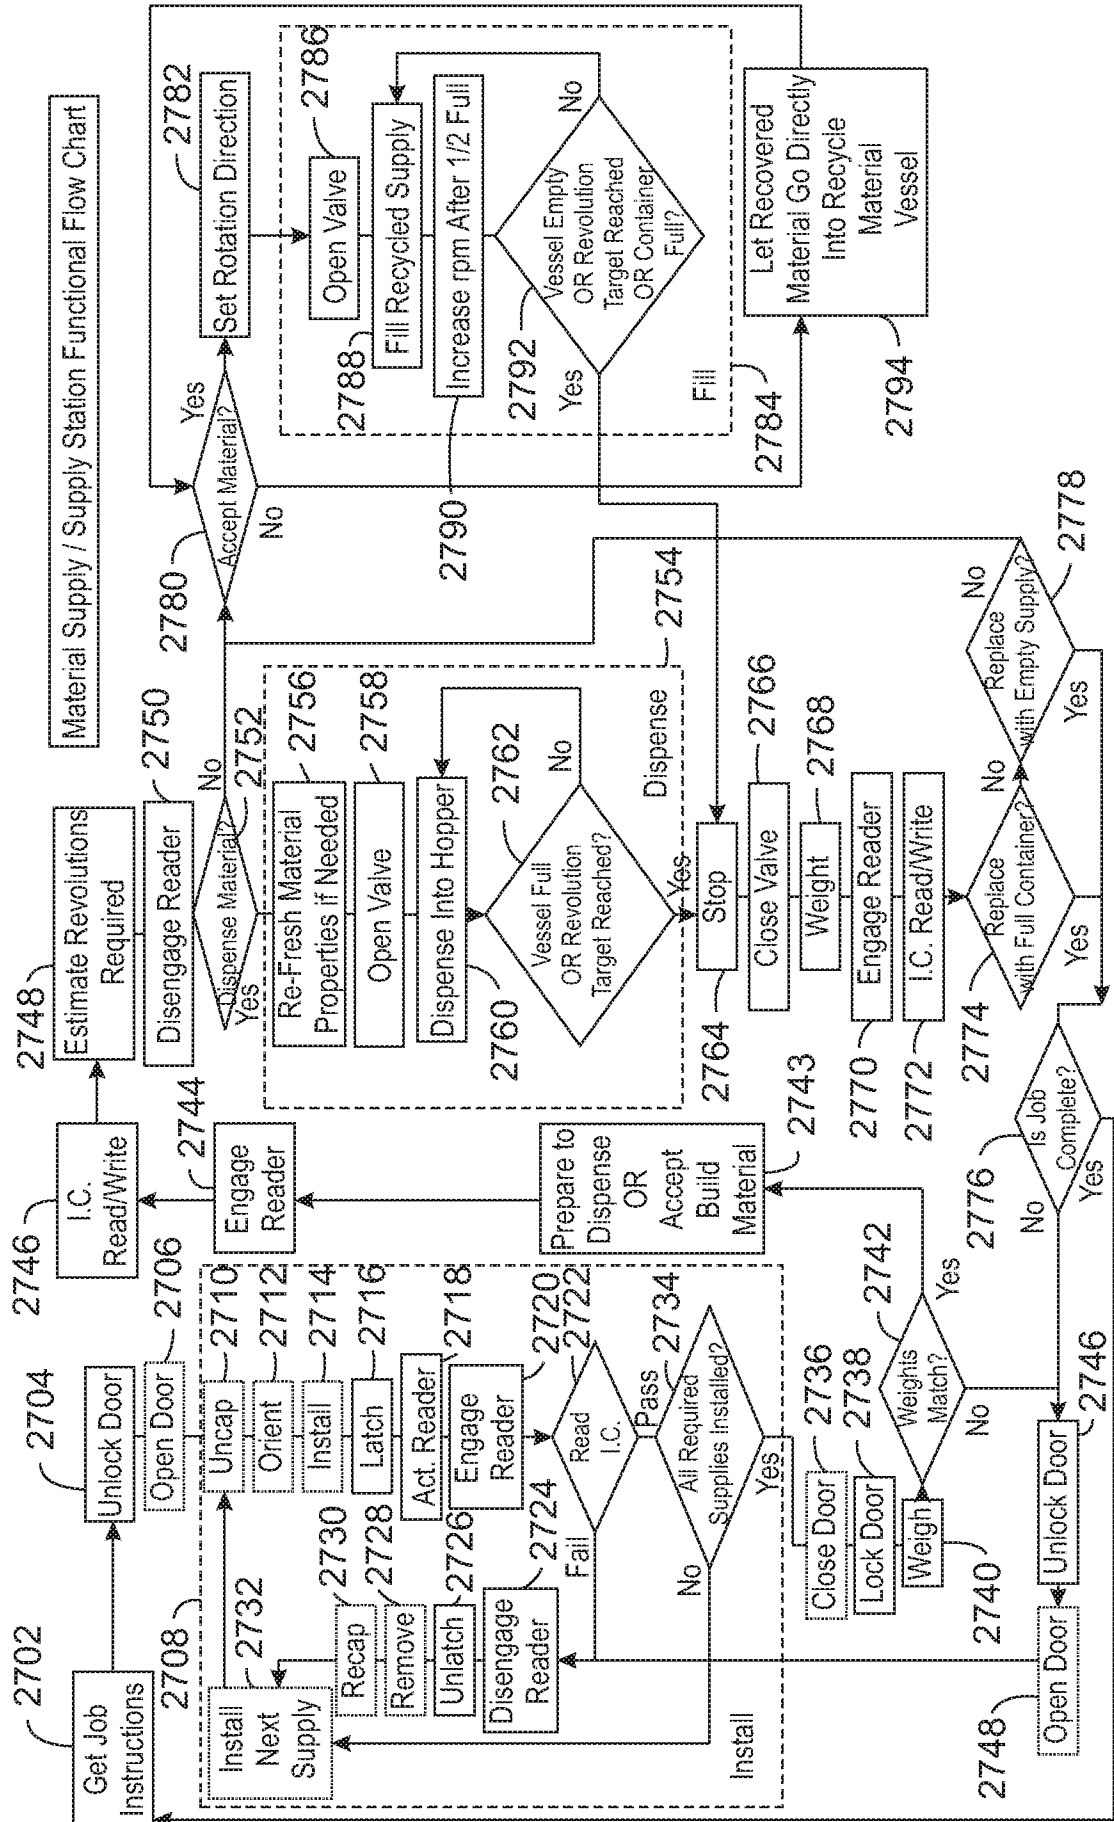 Material Supply / Supply Station Functional Flow Chart
2702
Get Job
Instructions
2704
Unlock Door
2706
Open Door
2708
2710
Uncap
2712
Orient
2714
Install
2716
Latch
2718
Act. Reader
2720
Engage
Reader
2722
Read
I.C.
Pass
Fail
2724
Disengage
Reader
2726
Unlatch
2728
Remove
2730
Recap
2732
Install
Next
Supply
2734
All Required
Supplies Installed?
No
Yes
Install
2736
Close Door
2738
Lock Door
2740
Weigh
2742
Weights
Match?
No
Yes
2743
Prepare to
Dispense
OR
Accept
Build
Material
2744
Engage
Reader
2746
I.C.
Read/Write
2748
Estimate Revolutions
Required
2750
Disengage Reader
2752
Dispense Material?
No
Yes
2754
2756
Re-Fresh Material
Properties if Needed
2758
Open Valve
2760
Dispense Into Hopper
2762
Vessel Full
OR Revolution
Target Reached?
No
Yes
Dispense
2764
Stop
2766
Close Valve
2768
Weight
2770
Engage Reader
2772
I.C. Read/Write
2774
Replace
with Full Container?
No
Yes
2776
Is Job
Complete?
No
Yes
2746
Unlock Door
2748
Open Door
2778
Replace
with Empty Supply?
No
Yes
2780
Accept Material?
Yes
No
2782
Set Rotation Direction
2784
2786
Open Valve
2788
Fill Recycled Supply
2790
Increase rpm After 1/2 Full
2792
Vessel Empty
OR Revolution
Target Reached
OR Container
Full?
No
Yes
Fill
2794
Let Recovered
Material Go Directly
Into Recycle
Material
Vessel